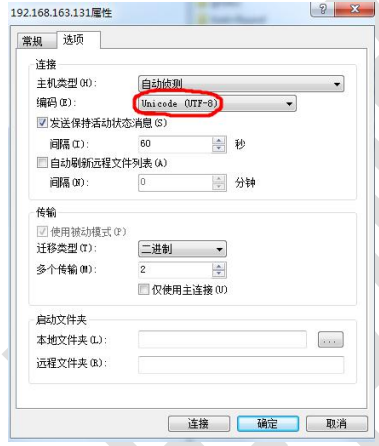 192.168.163.131属性
常规 选项
连接
主机类型(H): 自动侦测
编码(E): Unicode (UTF-8)
发送保持活动状态消息(S)
间隔(I): 60 秒
自动刷新远程文件列表(A)
间隔(N): 0 分钟
传输
使用被动模式(P)
迁移类型(T): 二进制
多个传输(M): 2
仅使用主连接(U)
启动文件夹
本地文件夹(L): ...
远程文件夹(R):
连接 确定 取消